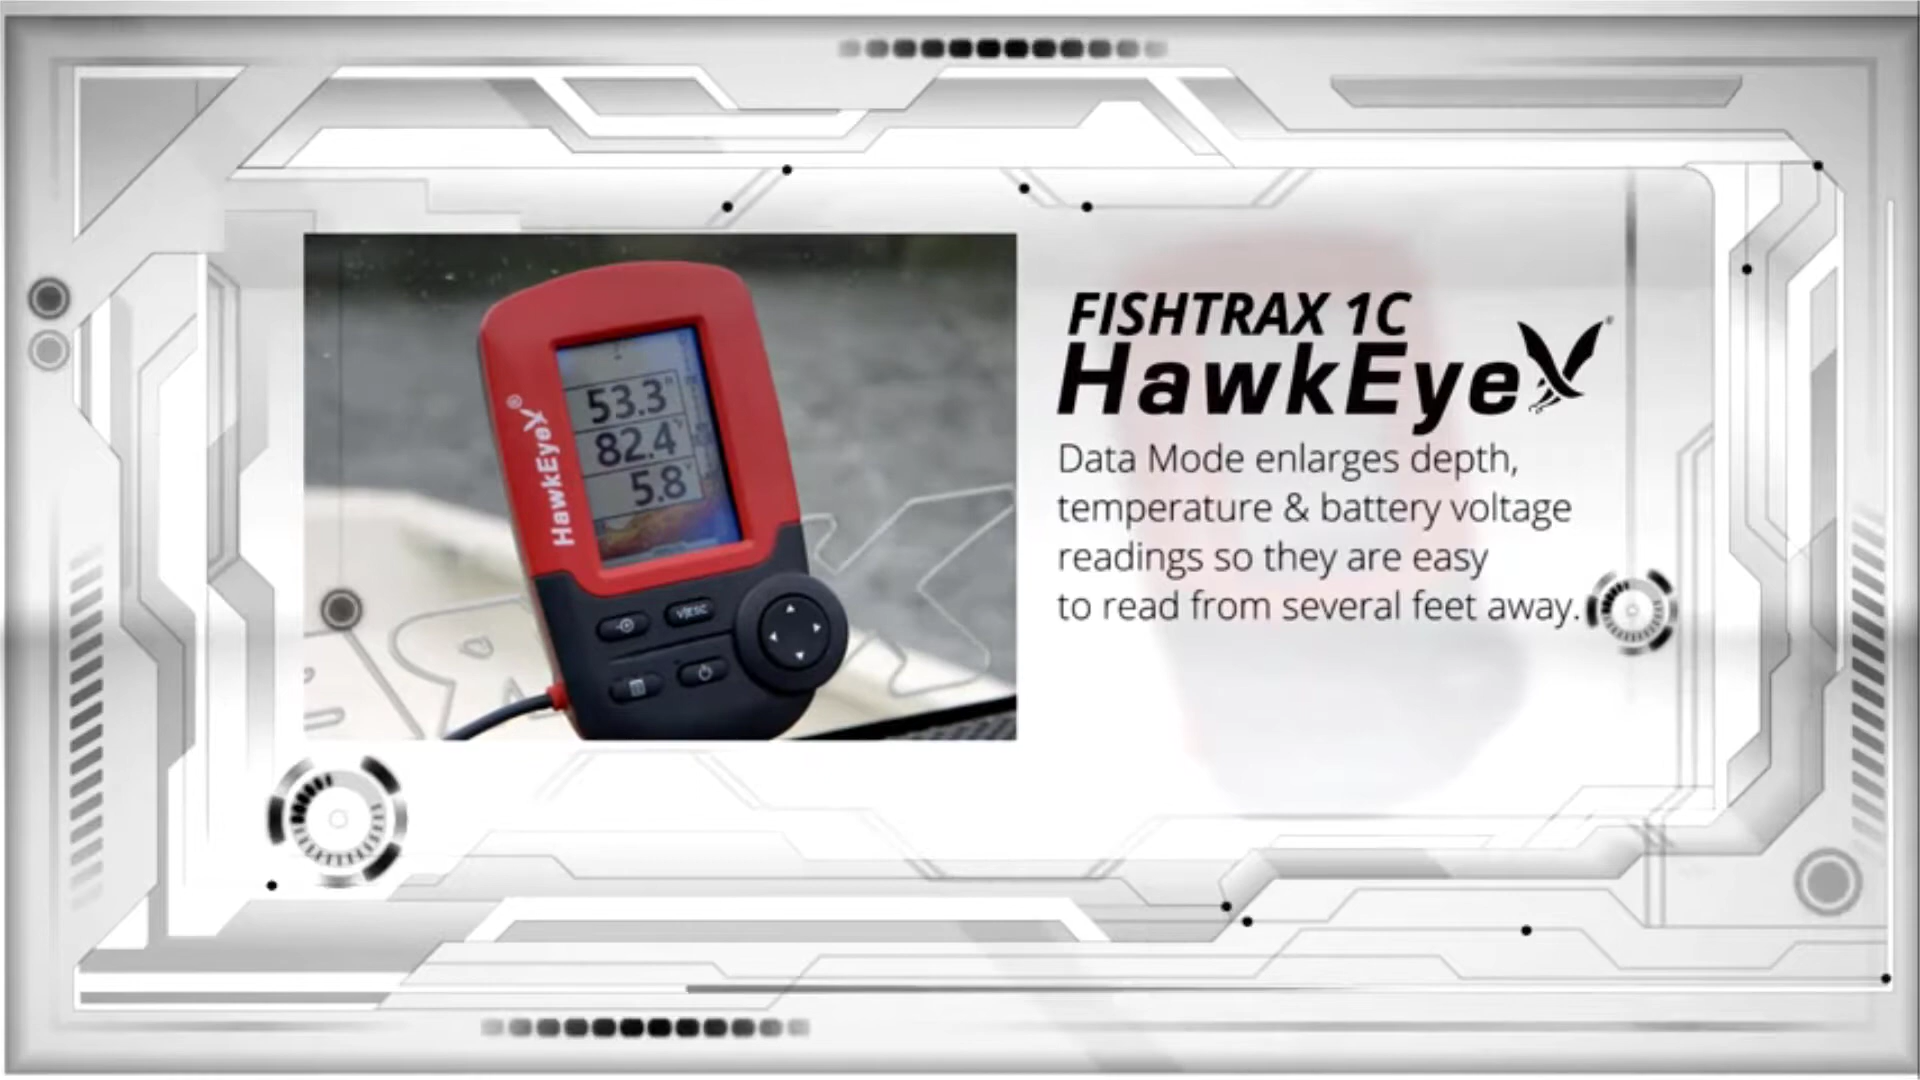 FISHTRAX 1C
HawkEye®
Data Mode enlarges depth,
temperature & battery voltage
readings so they are easy
to read from several feet away.
HawkEye®
53.3
82.4
5.8
V/ESC